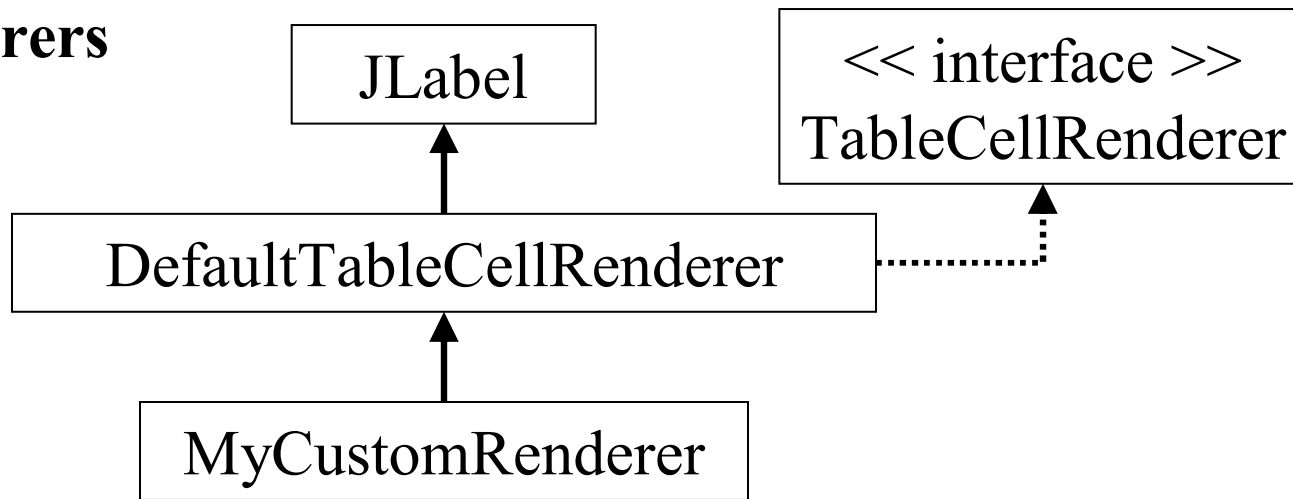 rers
JLabel
<< interface >>
TableCellRenderer
DefaultTableCellRenderer
MyCustomRenderer